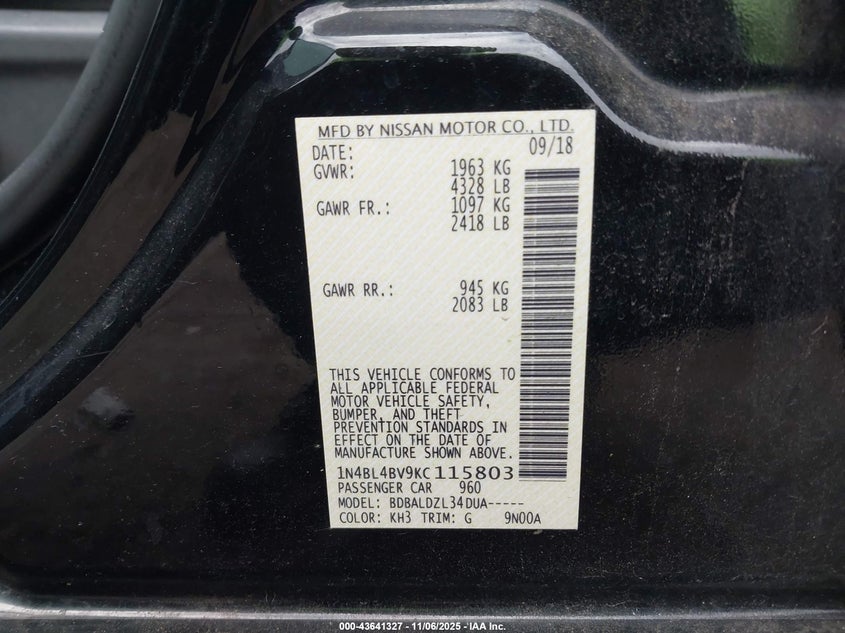 MFD BY NISSAN MOTOR CO., LTD.
DATE: 09/18
GVWR: 1963 KG
4328 LB
GAWR FR.: 1097 KG
2418 LB
GAWR RR.: 945 KG
2083 LB
THIS VEHICLE CONFORMS TO
ALL APPLICABLE FEDERAL
MOTOR VEHICLE SAFETY,
BUMPER, AND THEFT
PREVENTION STANDARDS IN
EFFECT ON THE DATE OF
MANUFACTURE SHOWN ABOVE.
1N4BL4BV9KC115803
PASSENGER CAR 960
MODEL: BDBALDZL34DUA-----
COLOR: KH3 TRIM: G 9N00A
000-43641327 - 11/06/2025 - IAA Inc.